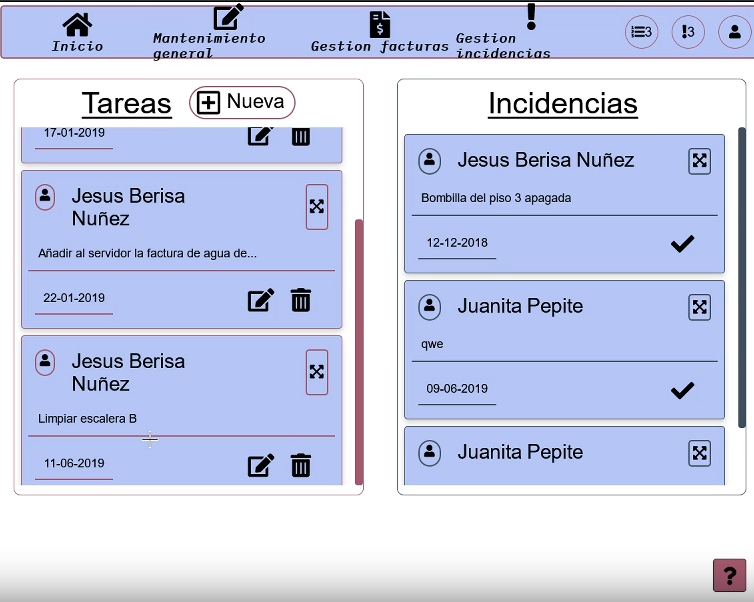 Inicio
Mantenimiento
general
Gestion facturas
Gestion
incidencias
3
!3
Tareas
Nueva
17-01-2019
Jesus Berisa
Nuñez
Añadir al servidor la factura de agua de...
22-01-2019
Jesus Berisa
Nuñez
Limpiar escalera B
11-06-2019
Incidencias
Jesus Berisa Nuñez
Bombilla del piso 3 apagada
12-12-2018
Juanita Pepite
qwe
09-06-2019
Juanita Pepite
?